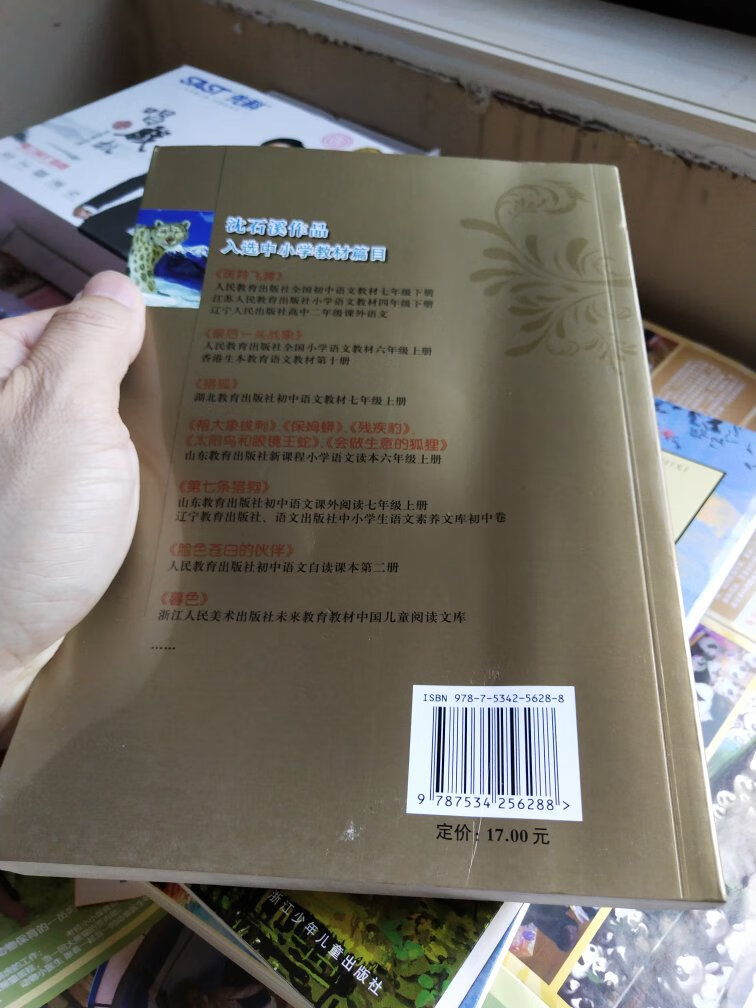 SAST 先科
唱戏机
沈石溪作品
入选中小学教材篇目
《斑羚飞渡》
人民教育出版社全国初中语文教材七年级下册
江苏人民教育出版社小学语文教材四年级下册
辽宁人民出版社高中二年级课外语文
《最后一头战象》
人民教育出版社全国小学语文教材六年级上册
香港生本教育语文教材第十册
《猎狐》
湖北教育出版社初中语文教材七年级上册
《给大象拔刺》、《保姆蟒》、《残疾豹》、
《太阳鸟和眼镜王蛇》、《会做生意的狐狸》
山东教育出版社新课程小学语文读本六年级上册
《第七条猎狗》
山东教育出版社初中语文课外阅读七年级上册
辽宁教育出版社、语文出版社中小学生语文素养文库初中卷
《脸色苍白的伙伴》
人民教育出版社初中语文自读课本第二册
《暮色》
浙江人民美术出版社未来教育教材中国儿童阅读文库
……
ISBN 978-7-5342-5628-8
9 787534 256288 >
定价：17.00 元
浙江少年儿童出版社